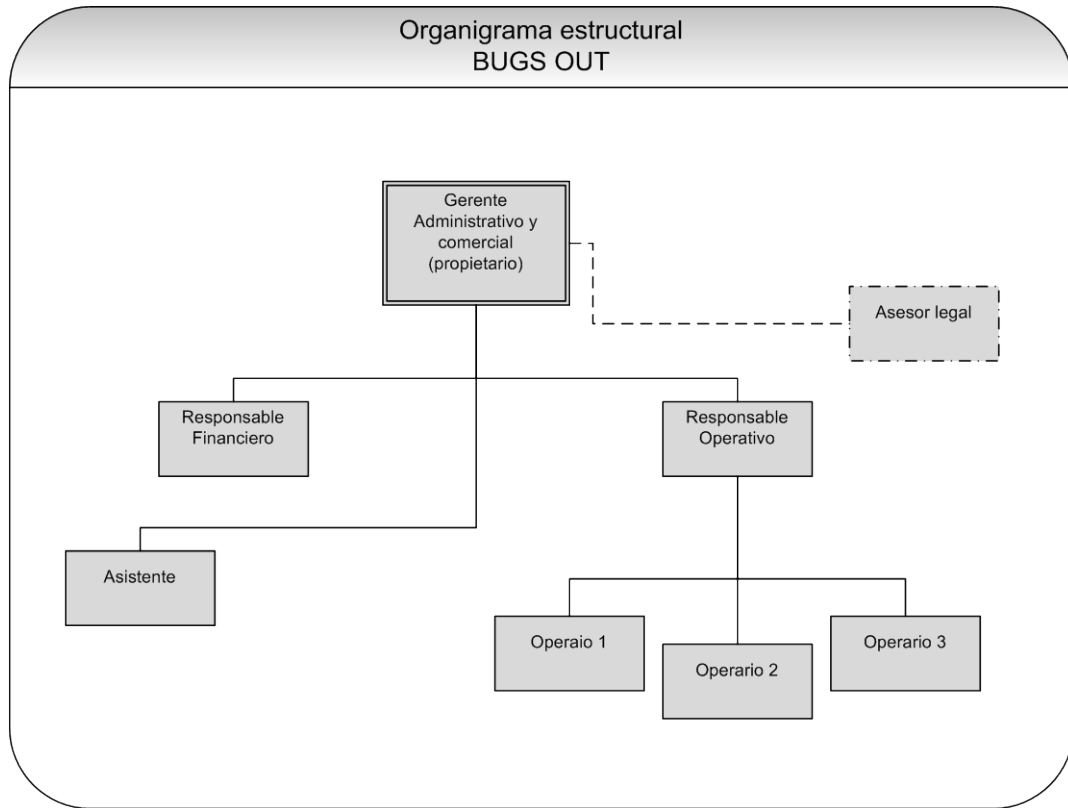 Organigrama estructural
BUGS OUT
Gerente
Administrativo y
comercial
(propietario)
Asesor legal
Responsable
Financiero
Responsable
Operativo
Asistente
Operaio 1
Operario 2
Operario 3